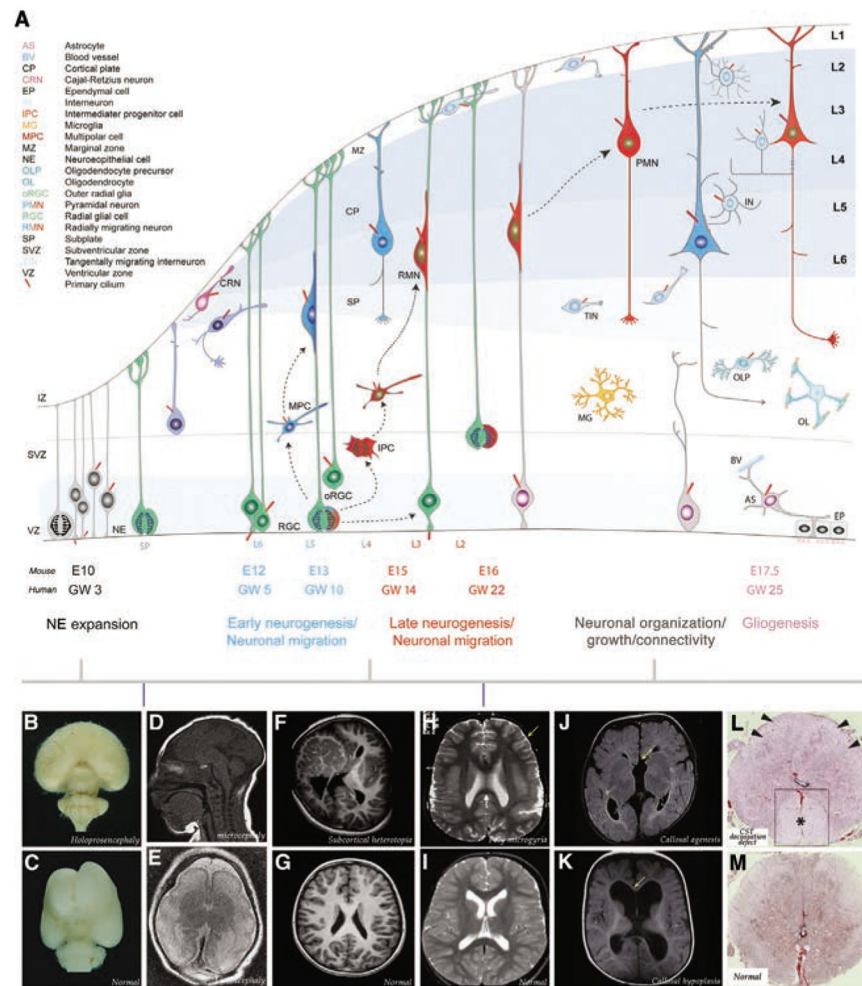 A
AS Astrocyte
BV Blood vessel
CP Cortical plate
CRN Cajal-Retzius neuron
EP Ependymal cell
Interneuron
IPC Intermediater progenitor cell
MG Microglia
MPC Multipolar cell
MZ Marginal zone
NE Neuroepithelial cell
OLP Oligodendocyte precursor
OL Oligodendrocyte
oRGC Outer radial glia
PMN Pyramidal neuron
RGC Radial glial cell
RMN Radially migrating neuron
SP Subplate
SVZ Subventricular zone
Tangentally migrating interneuron
VZ Ventricular zone
Primary cilium
L1
L2
L3
L4
L5
L6
MZ
CP
SP
CRN
RMN
PMN
IN
TIN
MPC
IPC
MG
OLP
OL
IZ
SVZ
VZ
NE
oRGC
RGC
BV
AS
EP
SP L6 L5 L4 L3 L2
Mouse E10 E12 E13 E15 E16 E17.5
Human GW 3 GW 5 GW 10 GW 14 GW 22 GW 25
NE expansion
Early neurogenesis/
Neuronal migration
Late neurogenesis/
Neuronal migration
Neuronal organization/
growth/connectivity
Gliogenesis
B
Holoprosencephaly
D
microcephaly
F
Subcortical heterotopia
H
J
Callosal agenesis
L
CST
decussation
defect
*
C
Normal
E
G
Normal
I
Normal
K
Callosal hypoplasia
M
Normal